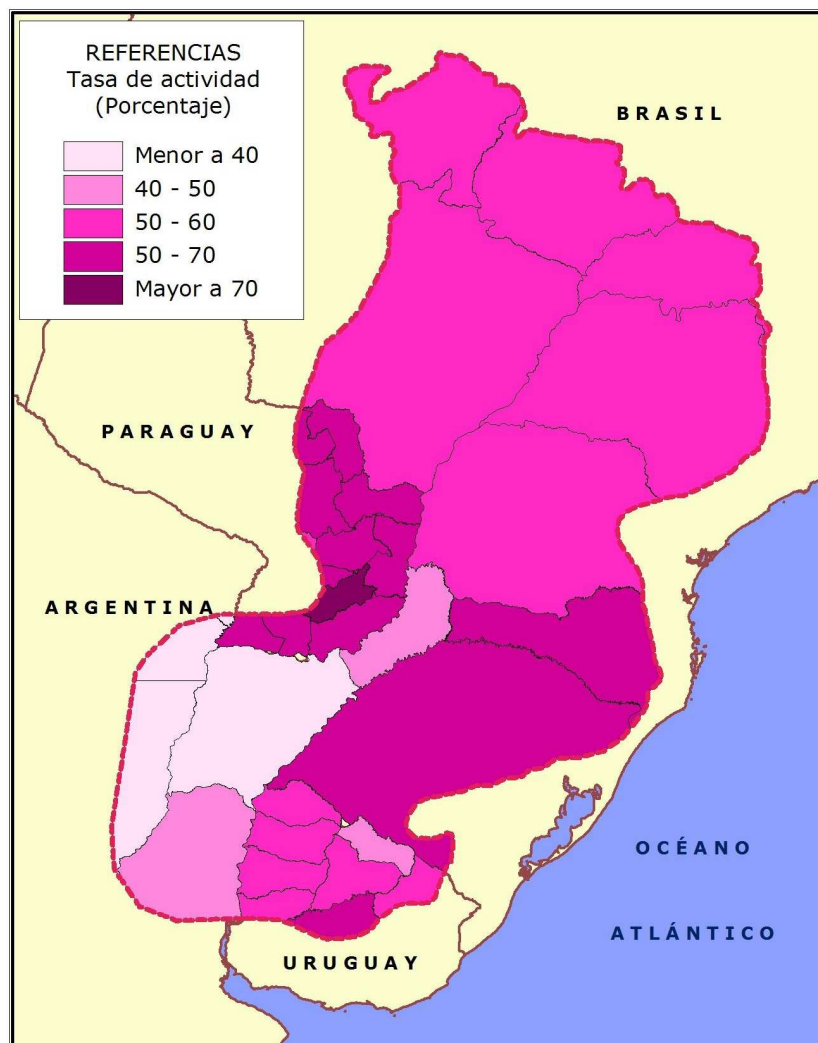 REFERENCIAS
Tasa de actividad
(Porcentaje)
Menor a 40
40 - 50
50 - 60
50 - 70
Mayor a 70
BRASIL
PARAGUAY
ARGENTINA
OCÉANO
ATLÁNTICO
URUGUAY